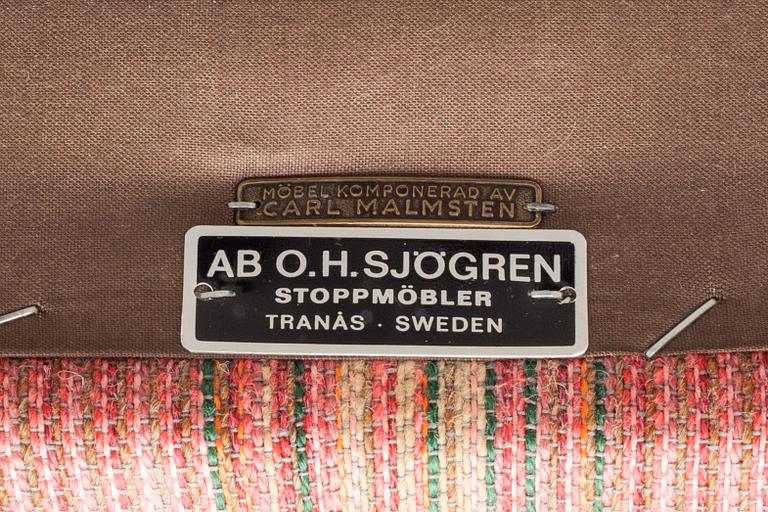 MÖBEL KOMPONERAD AV
CARL MALMSTEN
AB O.H. SJÖGREN
STOPPMÖBLER
TRANÅS · SWEDEN